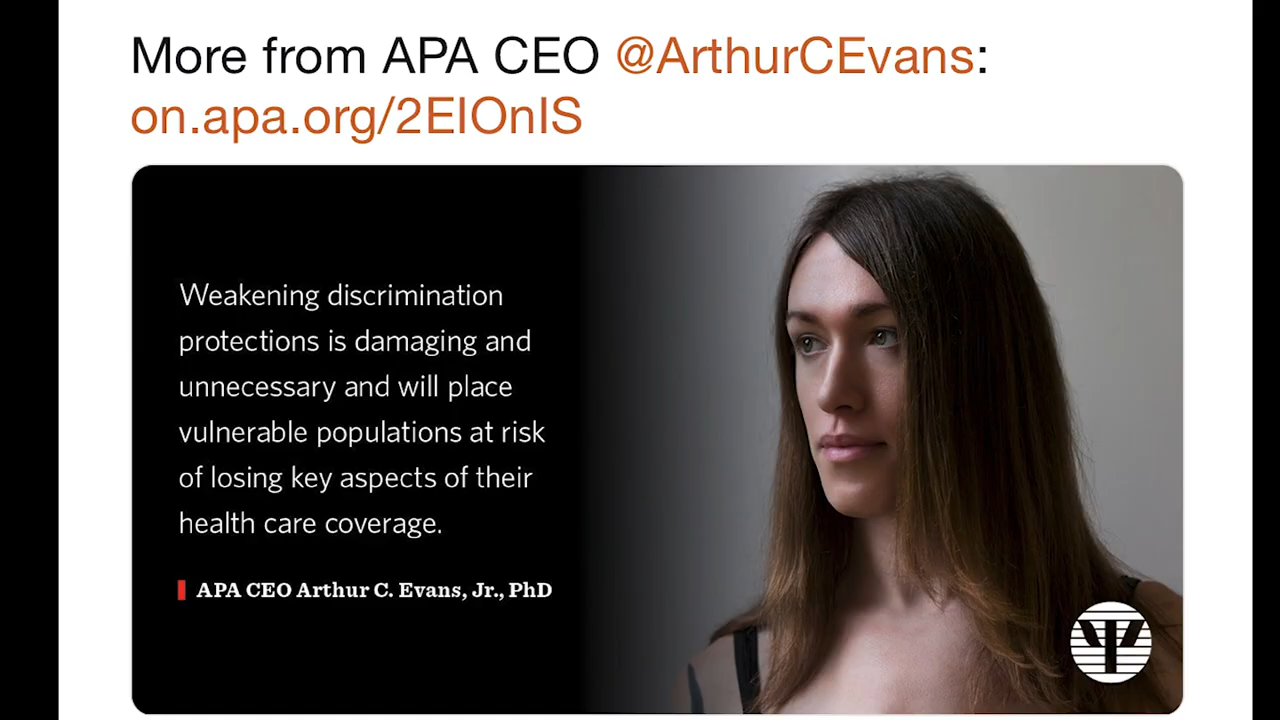 More from APA CEO @ArthurCEvans:
on.apa.org/2EIOnIS
Weakening discrimination
protections is damaging and
unnecessary and will place
vulnerable populations at risk
of losing key aspects of their
health care coverage.
APA CEO Arthur C. Evans, Jr., PhD